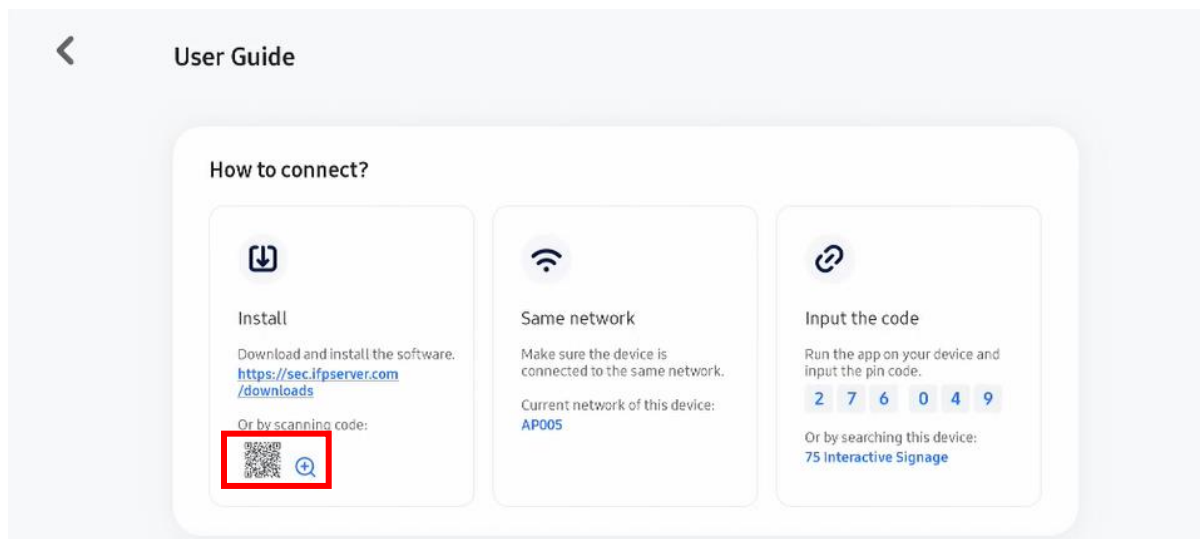 User Guide
How to connect?
Install
Download and install the software.
https://sec.ifpserver.com
/downloads
Or by scanning code:
Same network
Make sure the device is
connected to the same network.
Current network of this device:
AP005
Input the code
Run the app on your device and
input the pin code.
2 7 6 0 4 9
Or by searching this device:
75 Interactive Signage